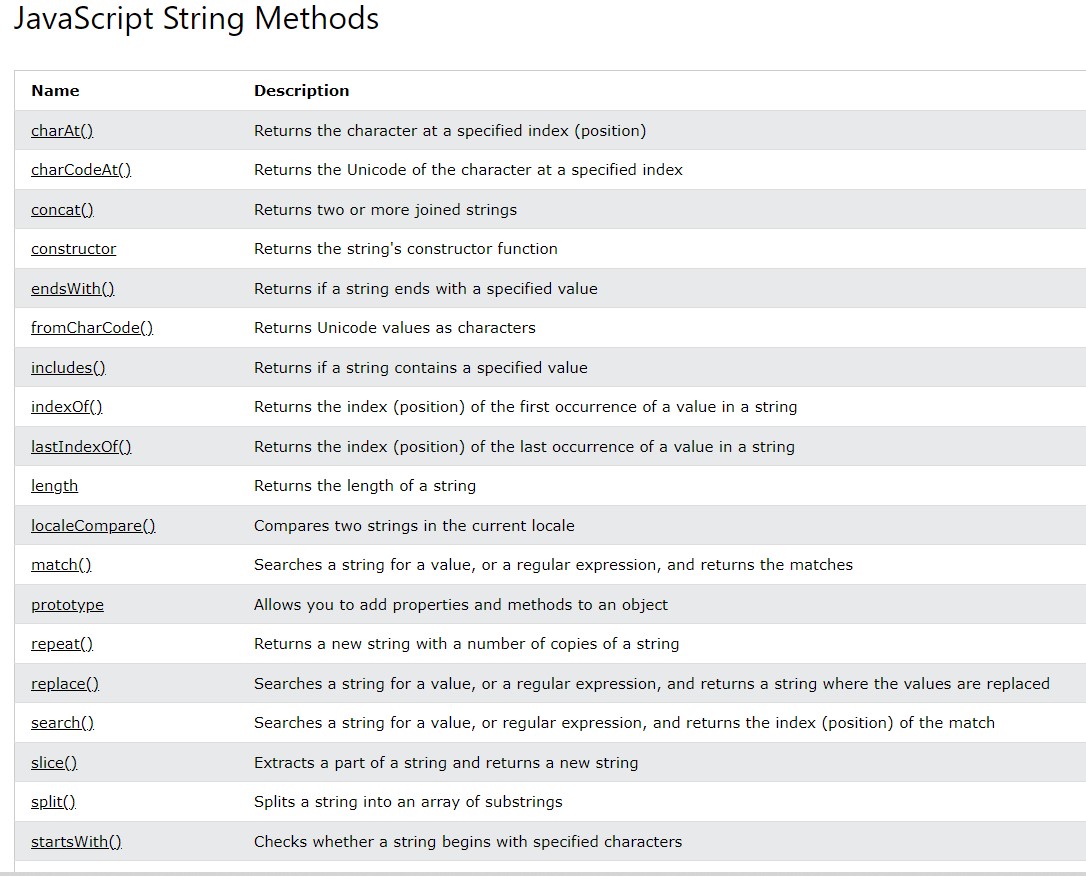 JavaScript String Methods
Name Description
charAt() Returns the character at a specified index (position)
charCodeAt() Returns the Unicode of the character at a specified index
concat() Returns two or more joined strings
constructor Returns the string's constructor function
endsWith() Returns if a string ends with a specified value
fromCharCode() Returns Unicode values as characters
includes() Returns if a string contains a specified value
indexOf() Returns the index (position) of the first occurrence of a value in a string
lastIndexOf() Returns the index (position) of the last occurrence of a value in a string
length Returns the length of a string
localeCompare() Compares two strings in the current locale
match() Searches a string for a value, or a regular expression, and returns the matches
prototype Allows you to add properties and methods to an object
repeat() Returns a new string with a number of copies of a string
replace() Searches a string for a value, or a regular expression, and returns a string where the values are replaced
search() Searches a string for a value, or regular expression, and returns the index (position) of the match
slice() Extracts a part of a string and returns a new string
split() Splits a string into an array of substrings
startsWith() Checks whether a string begins with specified characters